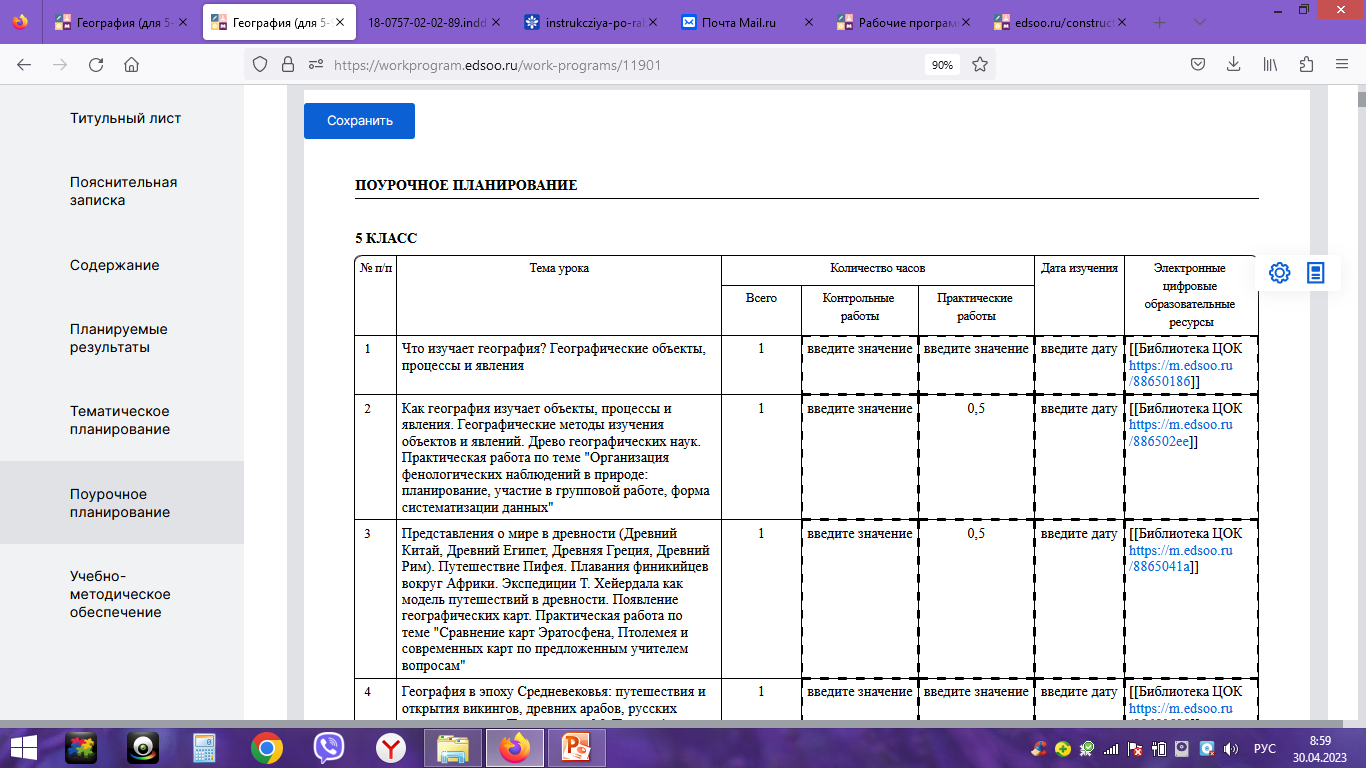 География (для 5-
География (для 5-
18-0757-02-02-89.indd
instrukcziya-po-ra
Почта Mail.ru
Рабочие програм
edsoo.ru/construc
https://workprogram.edsoo.ru/work-programs/11901
90%
Титульный лист
Пояснительная
записка
Содержание
Планируемые
результаты
Тематическое
планирование
Поурочное
планирование
Учебно-
методическое
обеспечение
Сохранить
ПОУРОЧНОЕ ПЛАНИРОВАНИЕ
5 КЛАСС
№ п/п
Тема урока
Количество часов
Всего
Контрольные
работы
Практические
работы
Дата изучения
Электронные
цифровые
образовательные
ресурсы
1
Что изучает география? Географические объекты,
процессы и явления
1
введите значение
введите значение
введите дату
[[Библиотека ЦОК
https://m.edsoo.ru
/88650186]]
2
Как география изучает объекты, процессы и
явления. Географические методы изучения
объектов и явлений. Древо географических наук.
Практическая работа по теме "Организация
фенологических наблюдений в природе:
планирование, участие в групповой работе, форма
систематизации данных"
1
введите значение
0,5
введите дату
[[Библиотека ЦОК
https://m.edsoo.ru
/886502ee]]
3
Представления о мире в древности (Древний
Китай, Древний Египет, Древняя Греция, Древний
Рим). Путешествие Пифея. Плавания финикийцев
вокруг Африки. Экспедиции Т. Хейердала как
модель путешествий в древности. Появление
географических карт. Практическая работа по
теме "Сравнение карт Эратосфена, Птолемея и
современных карт по предложенным учителем
вопросам"
1
введите значение
0,5
введите дату
[[Библиотека ЦОК
https://m.edsoo.ru
/8865041a]]
4
География в эпоху Средневековья: путешествия и
открытия викингов, древних арабов, русских
1
введите значение
введите значение
введите дату
[[Библиотека ЦОК
https://m.edsoo.ru
РУС
8:59
30.04.2023